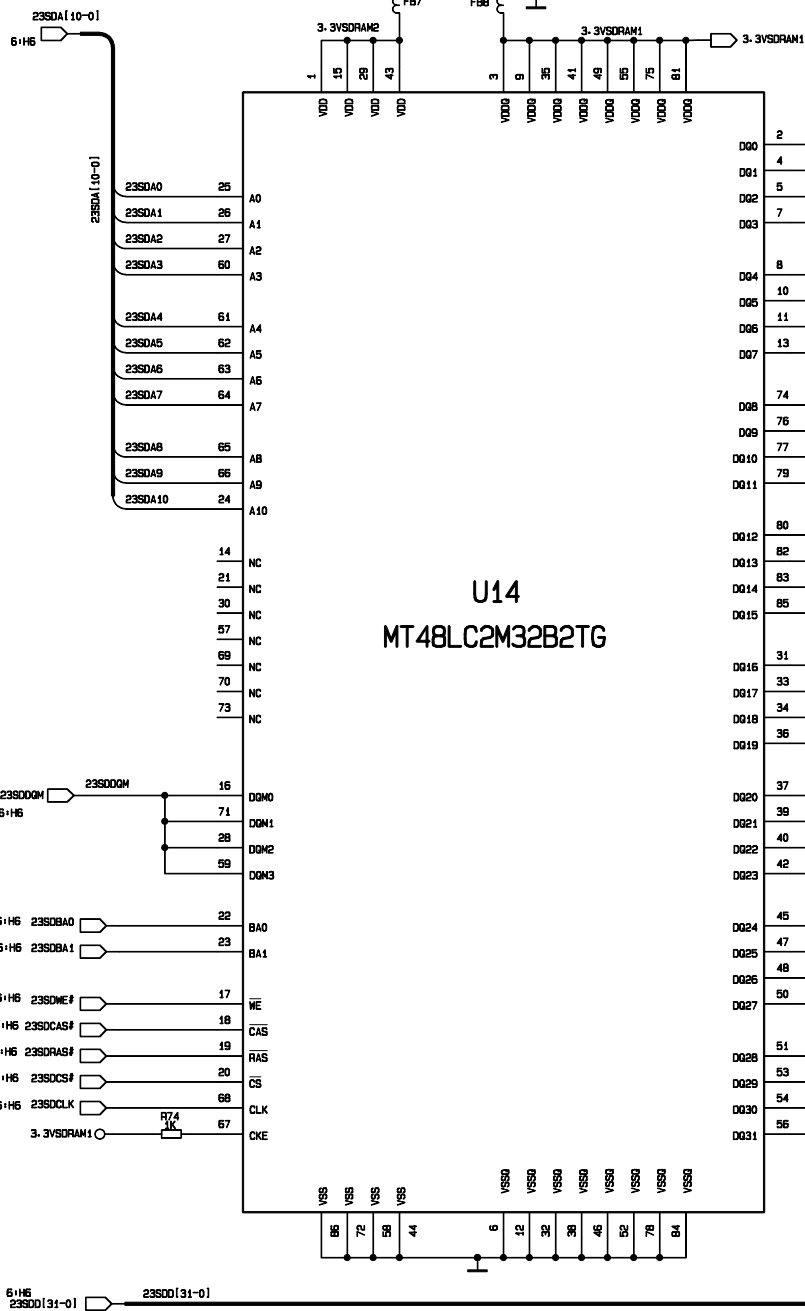 23SDA[10-0]
6:H6
FB7
FB8
3.3VSDRAM2
3.3VSDRAM1
3.3VSDRAM1
1 15 29 43 3 9 35 41 49 55 75 81
VDD VDD VDD VDD VDDQ VDDQ VDDQ VDDQ VDDQ VDDQ VDDQ VDDQ
23SDA[10-0]
23SDA0 25 A0
23SDA1 26 A1
23SDA2 27 A2
23SDA3 60 A3
23SDA4 61 A4
23SDA5 62 A5
23SDA6 63 A6
23SDA7 64 A7
23SDA8 65 A8
23SDA9 66 A9
23SDA10 24 A10
14 NC
21 NC
30 NC
57 NC
69 NC
70 NC
73 NC
U14
MT48LC2M32B2TG
23SDDQM 23SDDQM 16 DQM0
6:H6
71 DQM1
28 DQM2
59 DQM3
6:H6 23SDBA0 22 BA0
6:H6 23SDBA1 23 BA1
6:H6 23SDWE# 17 WE
:H6 23SDCAS# 18 CAS
:H6 23SDRAS# 19 RAS
:H6 23SDCS# 20 CS
6:H6 23SDCLK 68 CLK
3.3VSDRAM1 R74 1K 67 CKE
DQ0 2
DQ1 4
DQ2 5
DQ3 7
DQ4 8
DQ5 10
DQ6 11
DQ7 13
DQ8 74
DQ9 76
DQ10 77
DQ11 79
DQ12 80
DQ13 82
DQ14 83
DQ15 85
DQ16 31
DQ17 33
DQ18 34
DQ19 36
DQ20 37
DQ21 39
DQ22 40
DQ23 42
DQ24 45
DQ25 47
DQ26 48
DQ27 50
DQ28 51
DQ29 53
DQ30 54
DQ31 56
VSS VSS VSS VSS VSSQ VSSQ VSSQ VSSQ VSSQ VSSQ VSSQ VSSQ
86 72 58 44 6 12 32 38 46 52 78 84
6:H6
23SDD[31-0]
23SDD[31-0]